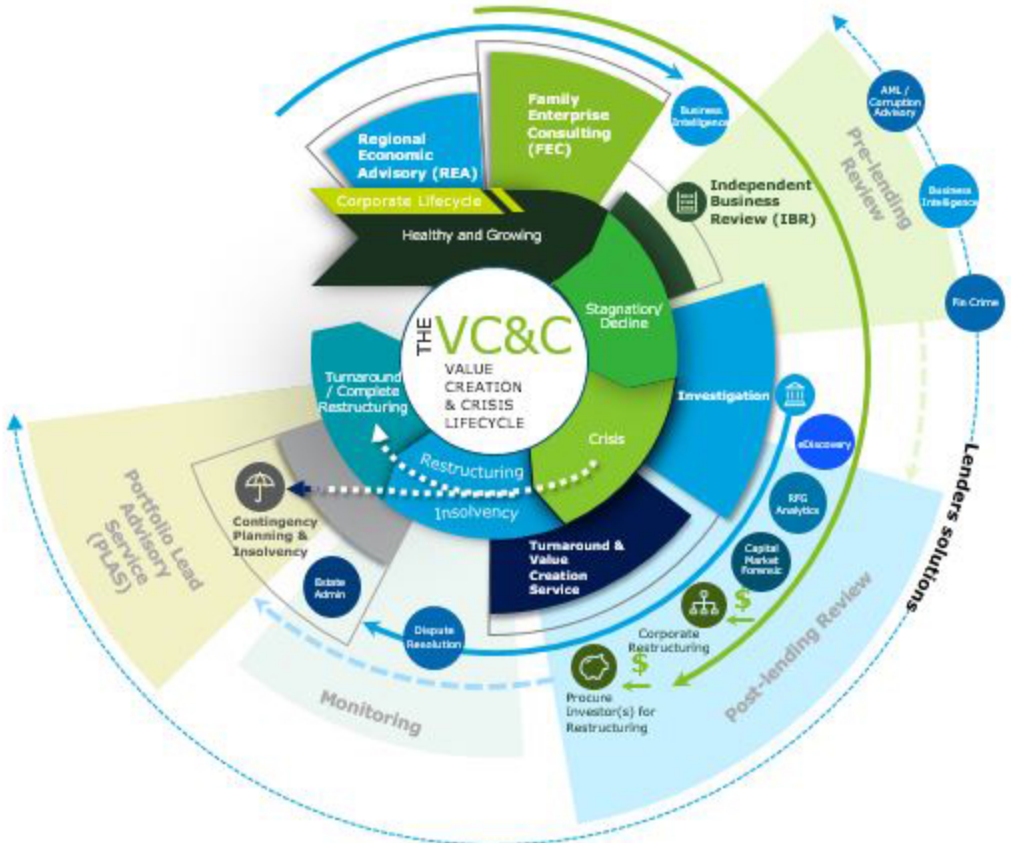 Family
Enterprise
Consulting
(FEC)
Regional
Economic
Advisory (REA)
Business
Intelligence
AML /
Corruption
Advisory
Pre-lending
Review
Business
Intelligence
Fin Crime
Independent
Business
Review (IBR)
Corporate Lifecycle
Healthy and Growing
Stagnation/
Decline
THE
VC&C
VALUE
CREATION
& CRISIS
LIFECYCLE
Turnaround
/ Complete
Restructuring
Investigation
Crisis
Restructuring
Insolvency
eDiscovery
RFG
Analytics
Capital
Market
Forensic
Lenders solutions
Turnaround &
Value
Creation
Service
Contingency
Planning &
Insolvency
Portfolio Lead
Advisory
Service
(PLAS)
Estate
Admin
Dispute
Resolution
Monitoring
$
Corporate
Restructuring
$
Procure
Investor(s) for
Restructuring
Post-lending Review